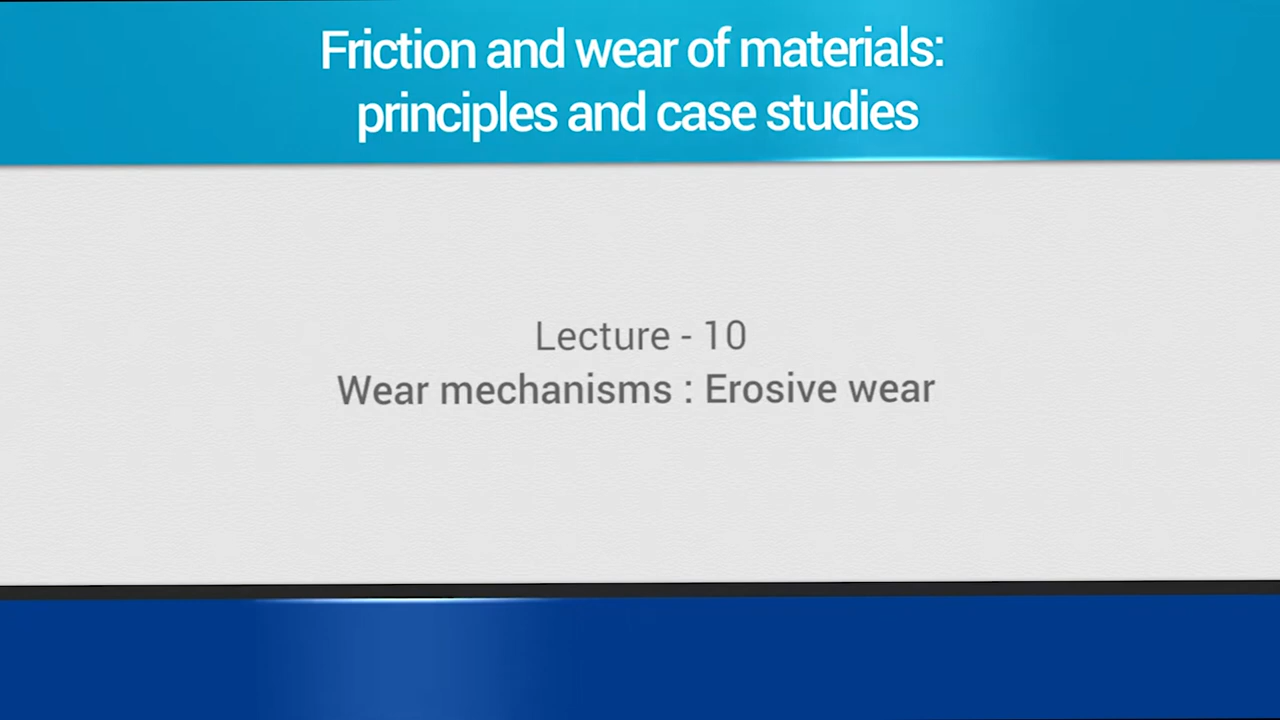 Friction and wear of materials:
principles and case studies
Lecture - 10
Wear mechanisms : Erosive wear